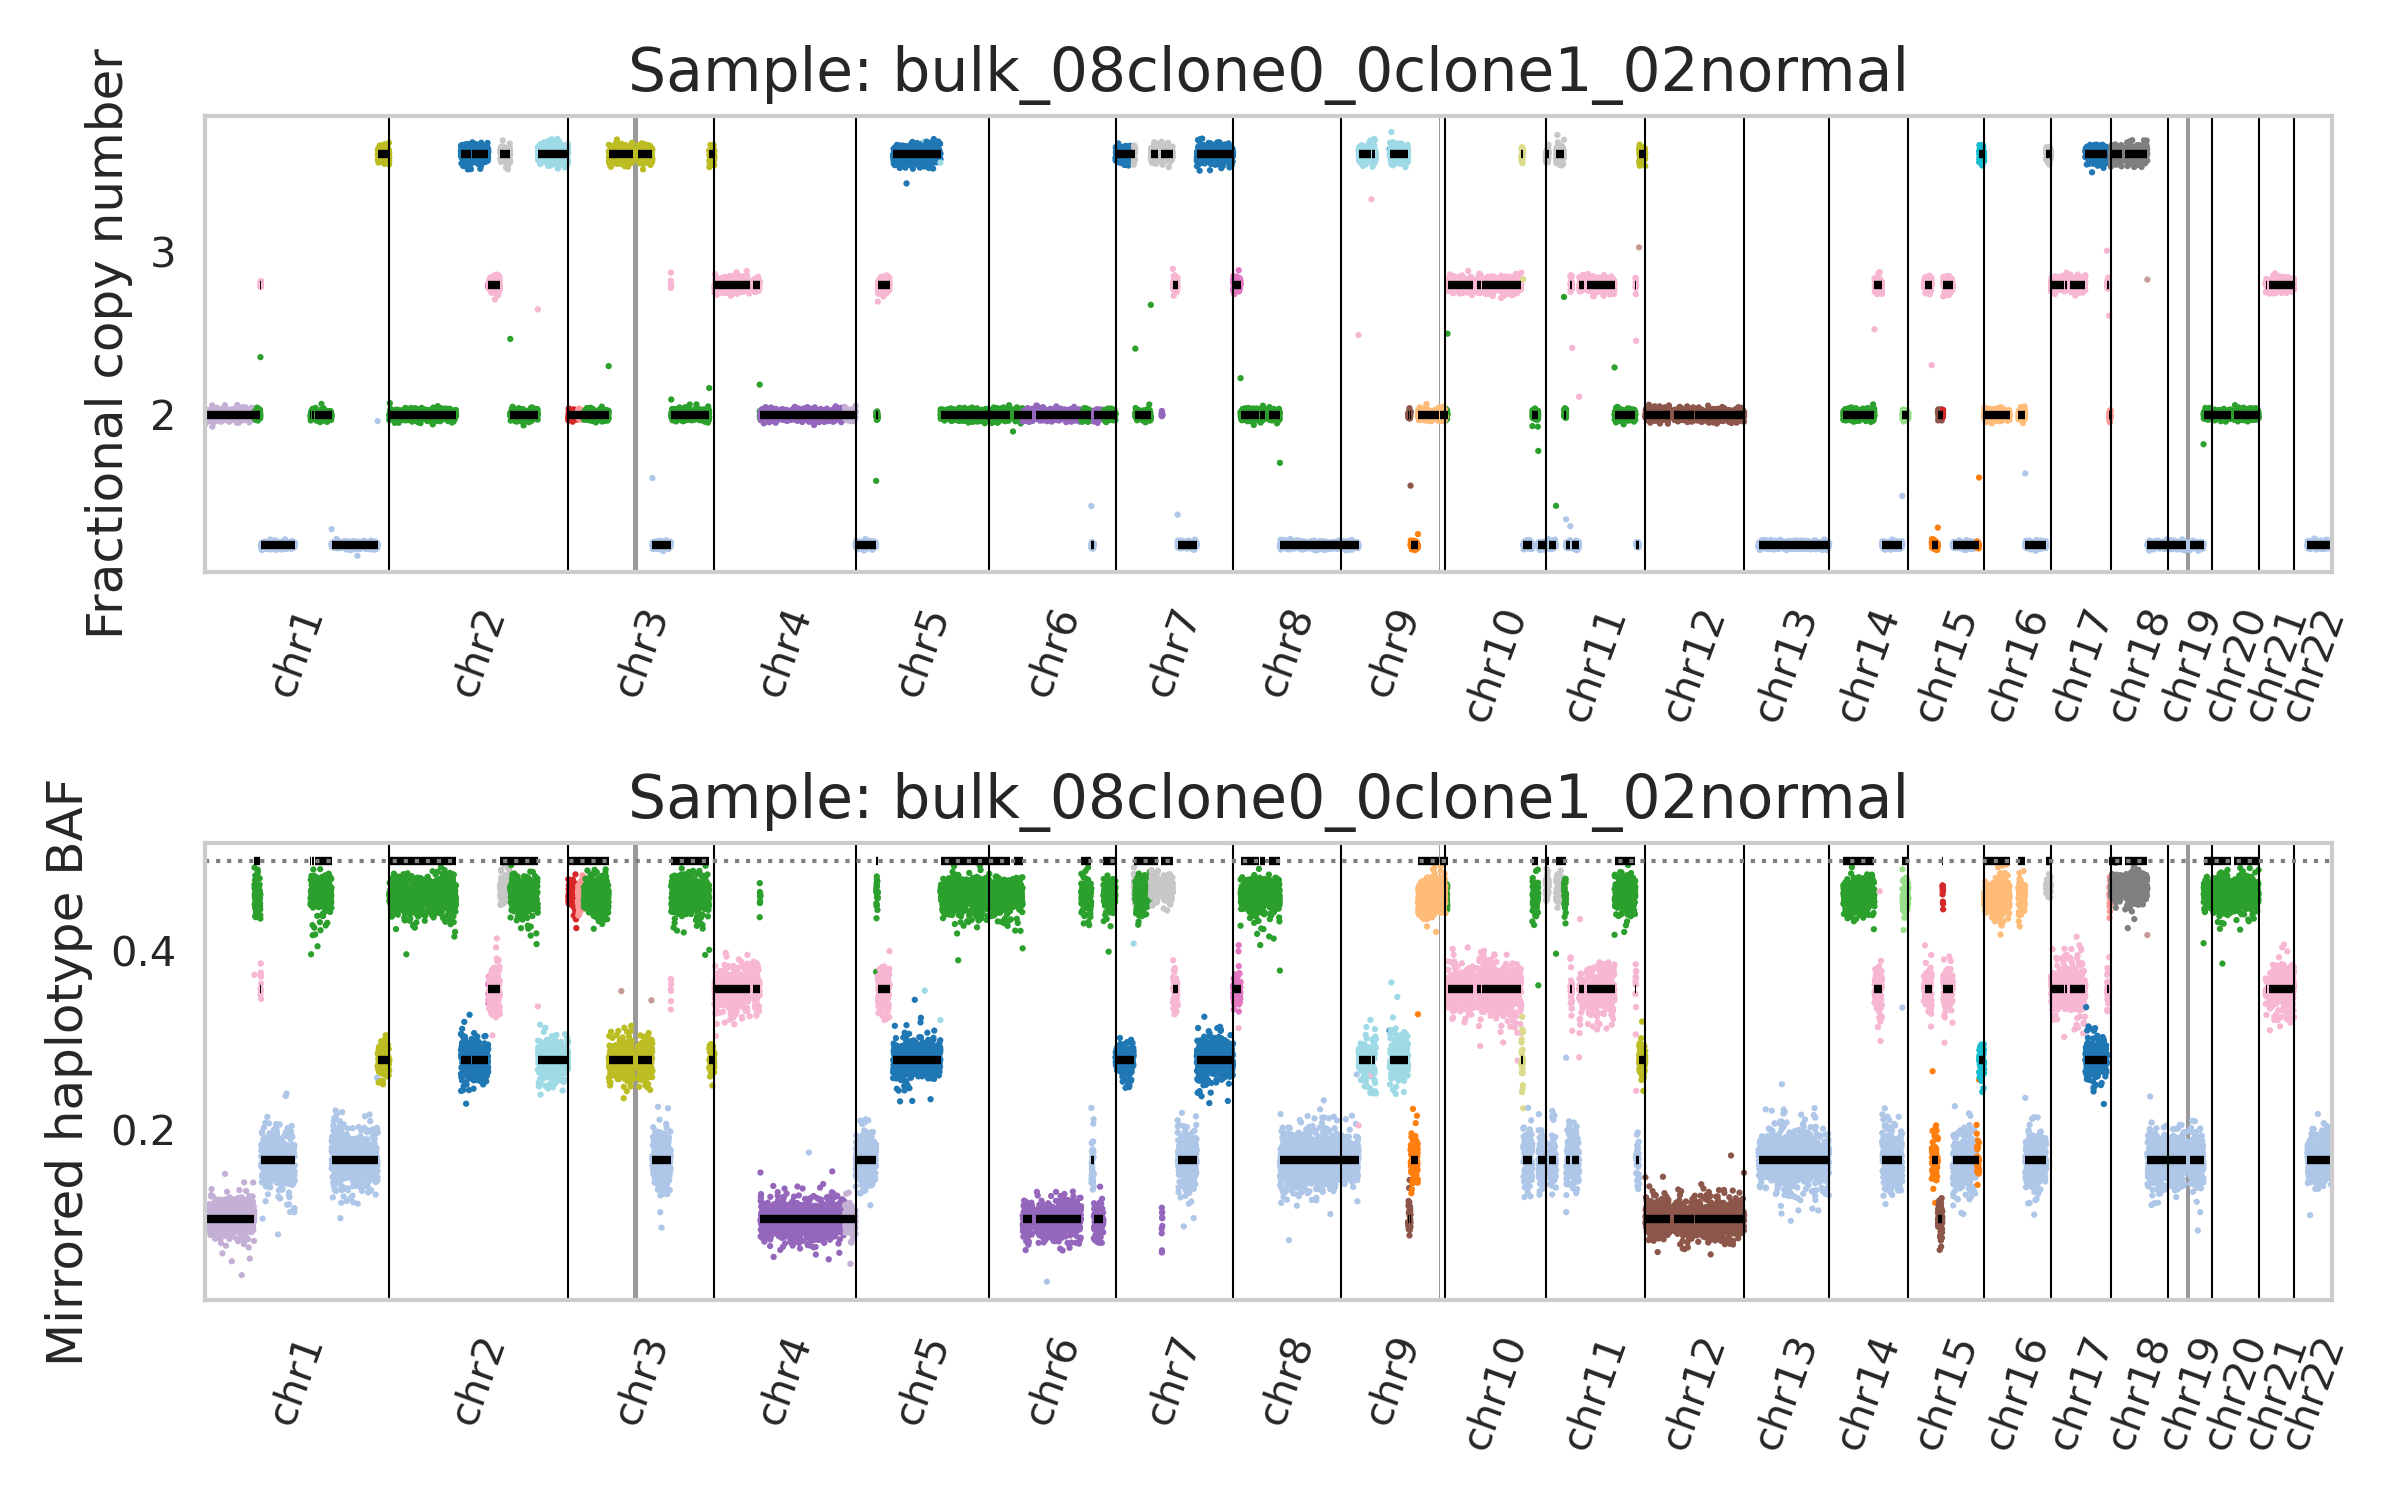 Sample: bulk_08clone0_0clone1_02normal
Fractional copy number
3
2
chr1
chr2
chr3
chr4
chr5
chr6
chr7
chr8
chr9
chr10
chr11
chr12
chr13
chr14
chr15
chr16
chr17
chr18
chr19
chr20
chr21
chr22
Sample: bulk_08clone0_0clone1_02normal
Mirrored haplotype BAF
0.4
0.2
chr1
chr2
chr3
chr4
chr5
chr6
chr7
chr8
chr9
chr10
chr11
chr12
chr13
chr14
chr15
chr16
chr17
chr18
chr19
chr20
chr21
chr22